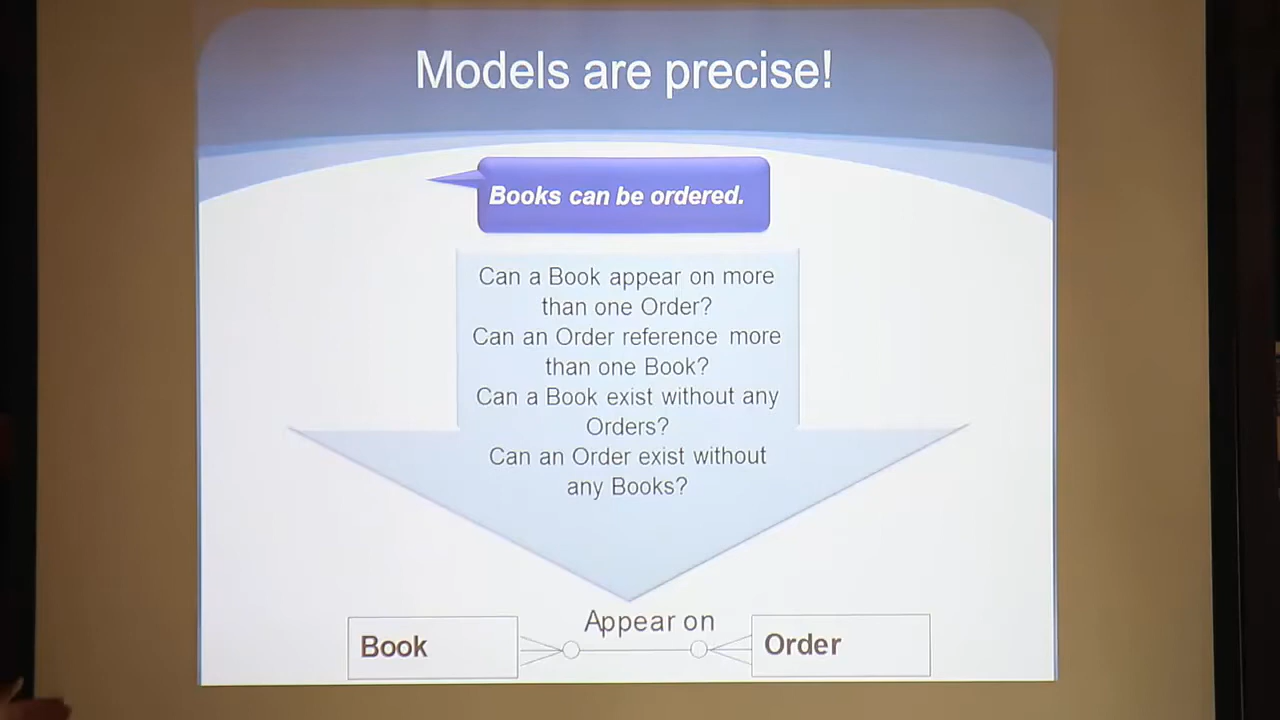 Models are precise!
Books can be ordered.
Can a Book appear on more
than one Order?
Can an Order reference more
than one Book?
Can a Book exist without any
Orders?
Can an Order exist without
any Books?
Appear on
Book
Order